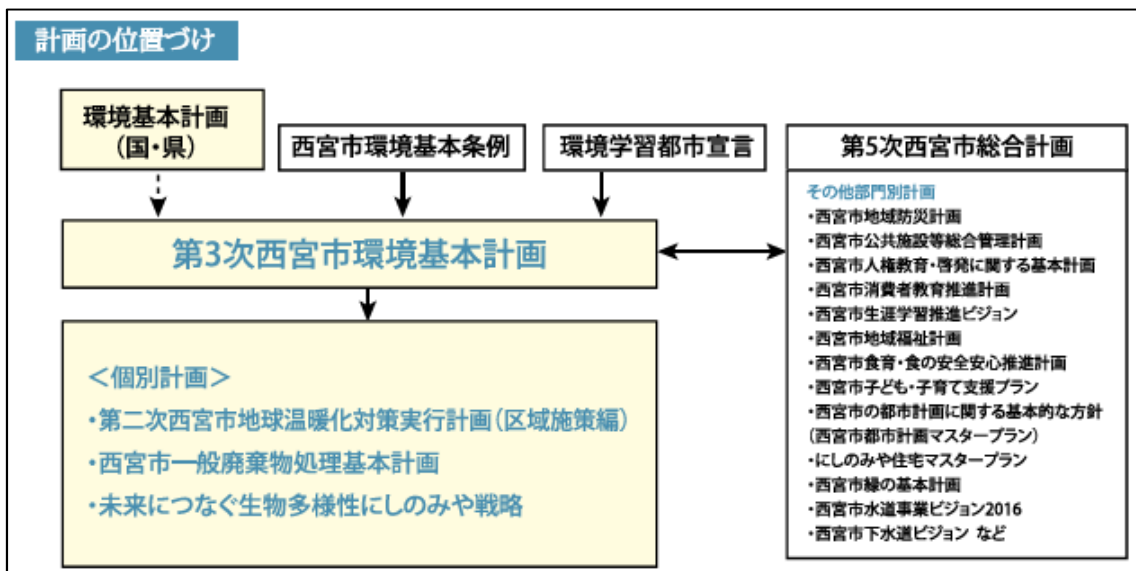 計画の位置づけ
環境基本計画
(国・県)
西宮市環境基本条例
環境学習都市宣言
第3次西宮市環境基本計画
＜個別計画＞
・第二次西宮市地球温暖化対策実行計画(区域施策編)
・西宮市一般廃棄物処理基本計画
・未来につなぐ生物多様性にしのみや戦略
第5次西宮市総合計画
その他部門別計画
・西宮市地域防災計画
・西宮市公共施設等総合管理計画
・西宮市人権教育・啓発に関する基本計画
・西宮市消費者教育推進計画
・西宮市生涯学習推進ビジョン
・西宮市地域福祉計画
・西宮市食育・食の安全安心推進計画
・西宮市子ども・子育て支援プラン
・西宮市の都市計画に関する基本的な方針
(西宮市都市計画マスタープラン)
・にしのみや住宅マスタープラン
・西宮市緑の基本計画
・西宮市水道事業ビジョン2016
・西宮市下水道ビジョン など